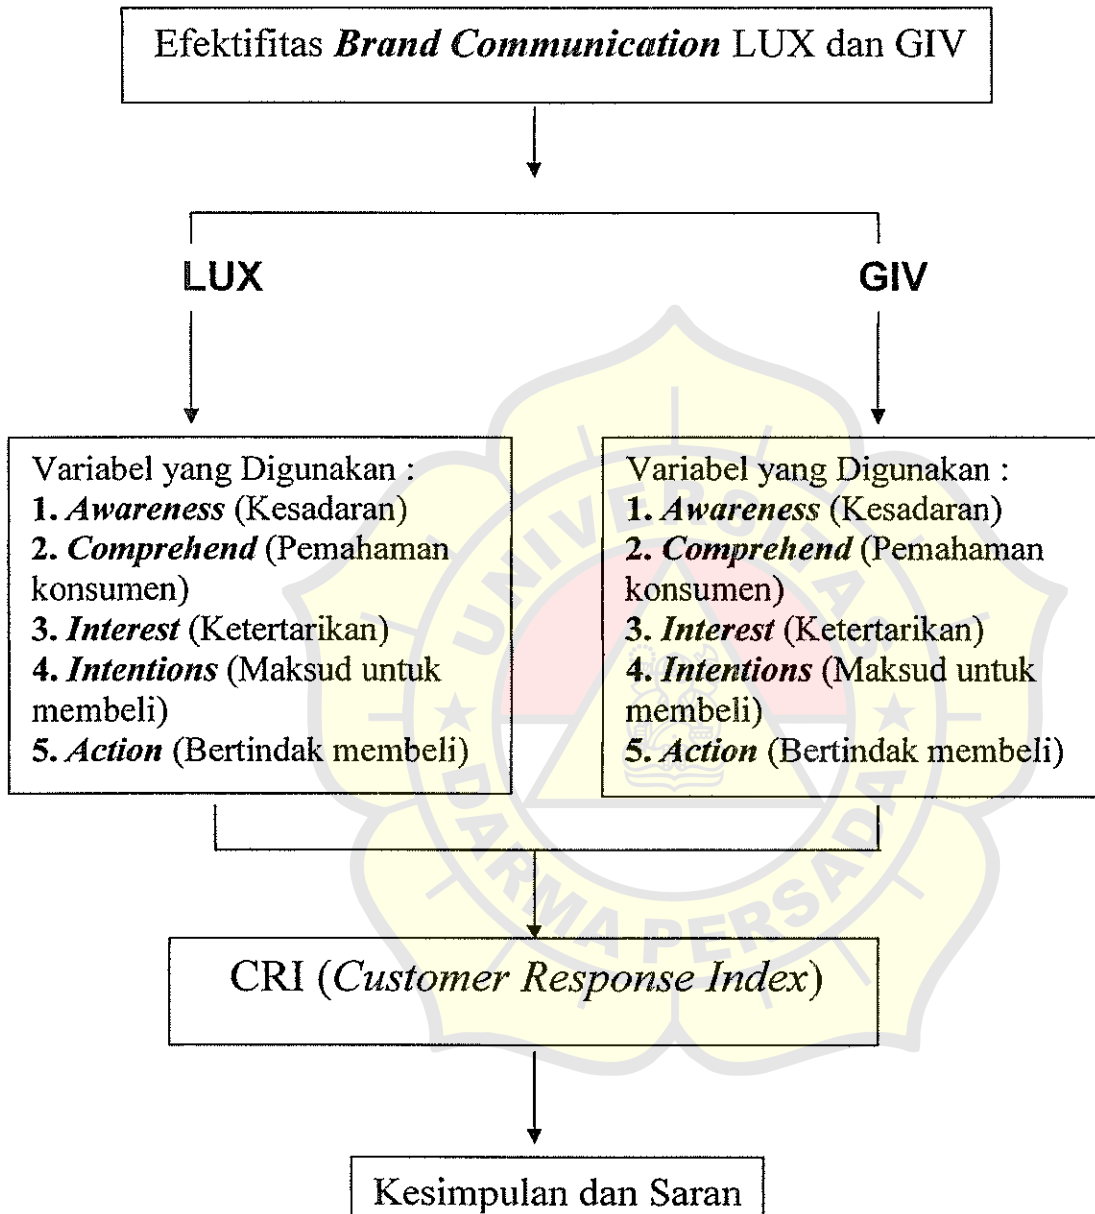 Efektifitas Brand Communication LUX dan GIV
LUX
GIV
Variabel yang Digunakan :
1. Awareness (Kesadaran)
2. Comprehend (Pemahaman
konsumen)
3. Interest (Ketertarikan)
4. Intentions (Maksud untuk
membeli)
5. Action (Bertindak membeli)
Variabel yang Digunakan :
1. Awareness (Kesadaran)
2. Comprehend (Pemahaman
konsumen)
3. Interest (Ketertarikan)
4. Intentions (Maksud untuk
membeli)
5. Action (Bertindak membeli)
UNIVERSITAS
DARMA PERSADA
CRI (Customer Response Index)
Kesimpulan dan Saran